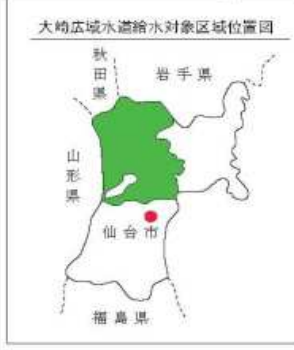 大崎広域水道給水対象区域位置図
秋田県
岩手県
山形県
仙台市
福島県